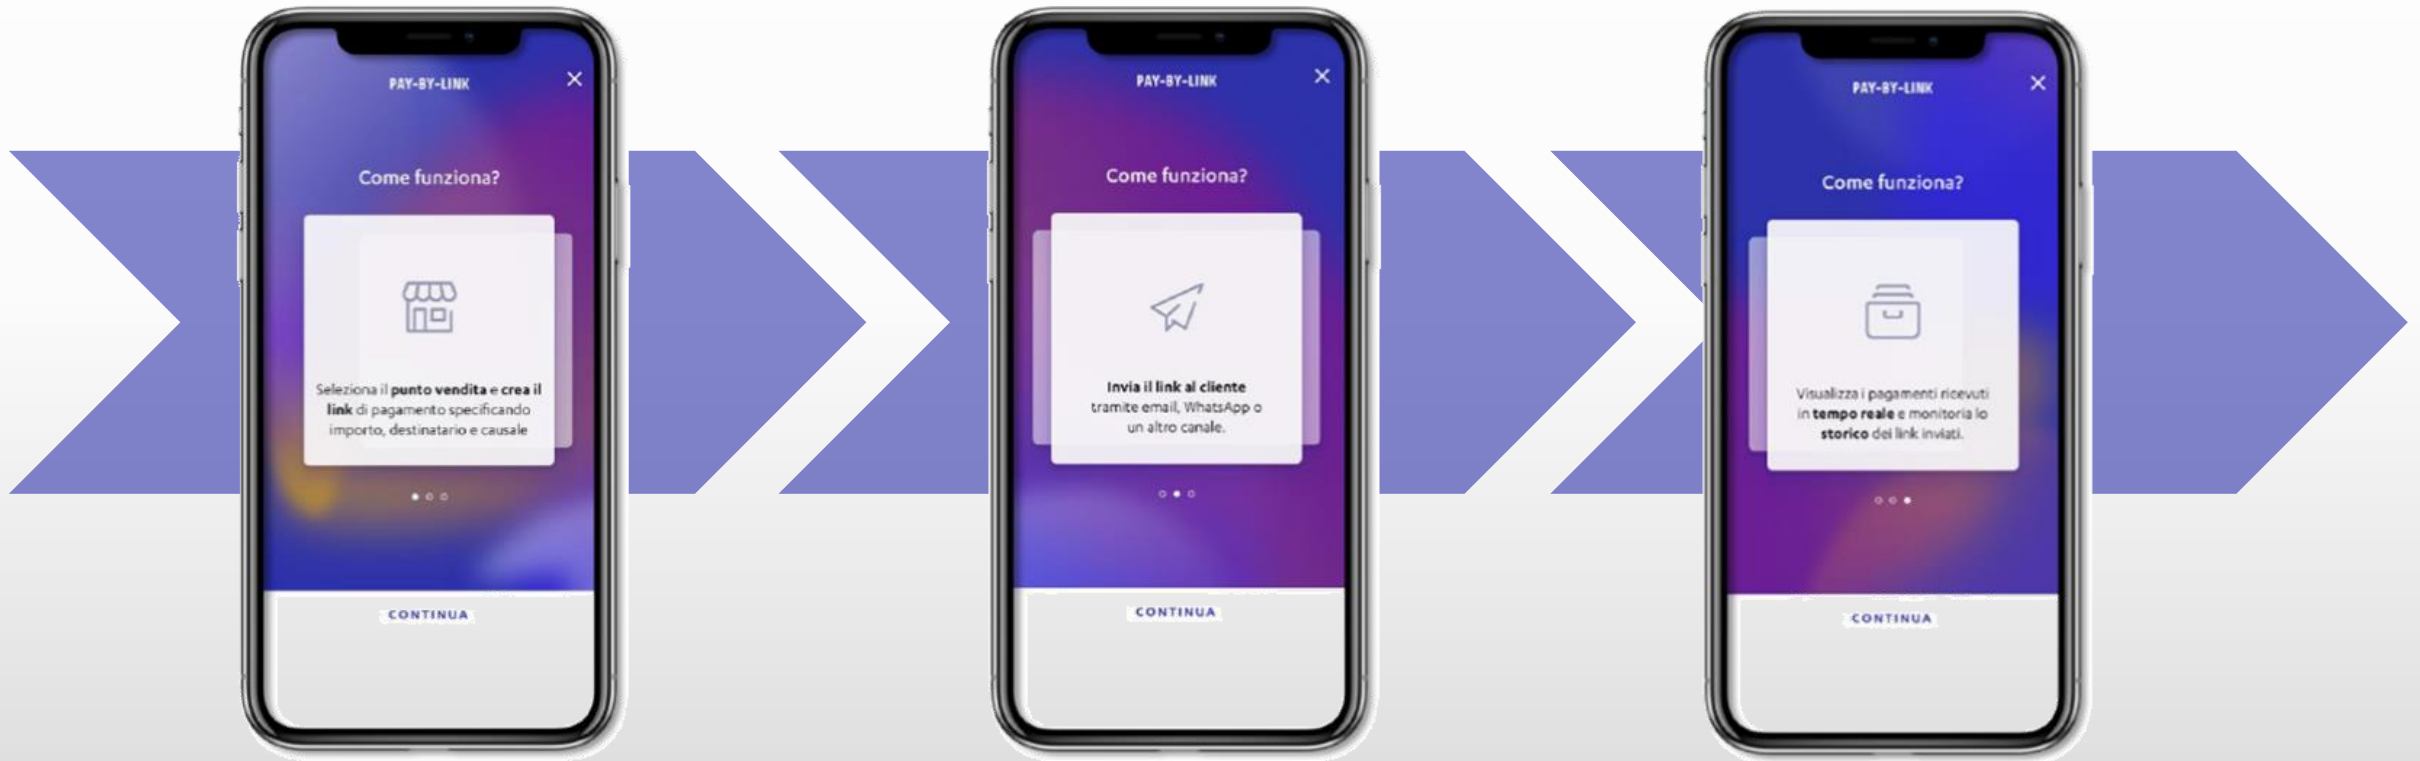 PAY-BY-LINK
Come funziona?
Seleziona il punto vendita e crea il
link di pagamento specificando
importo, destinatario e causale
CONTINUA
PAY-BY-LINK
Come funziona?
Invia il link al cliente
tramite email, WhatsApp o
un altro canale.
CONTINUA
PAY-BY-LINK
Come funziona?
Visualizza i pagamenti ricevuti
in tempo reale e monitoria lo
storico dei link inviati.
CONTINUA